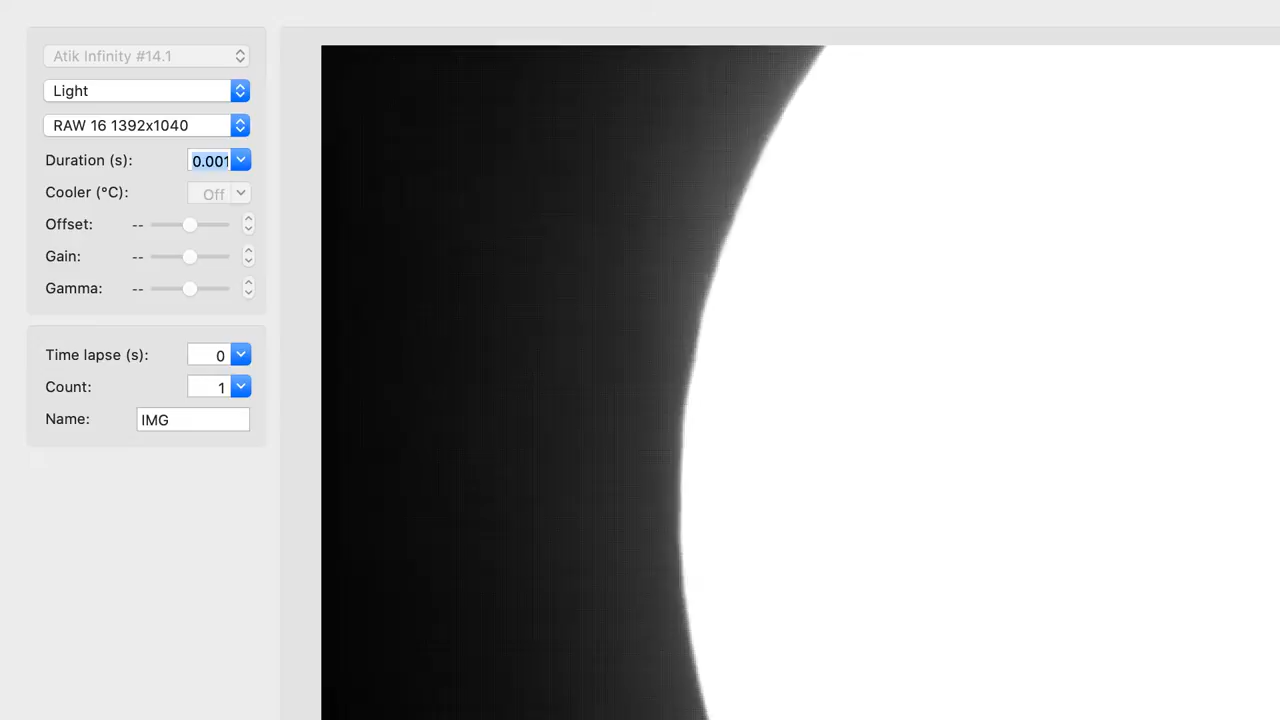 Atik Infinity #14.1
Light
RAW 16 1392x1040
Duration (s): 0.001
Cooler (°C): Off
Offset: --
Gain: --
Gamma: --
Time lapse (s): 0
Count: 1
Name: IMG